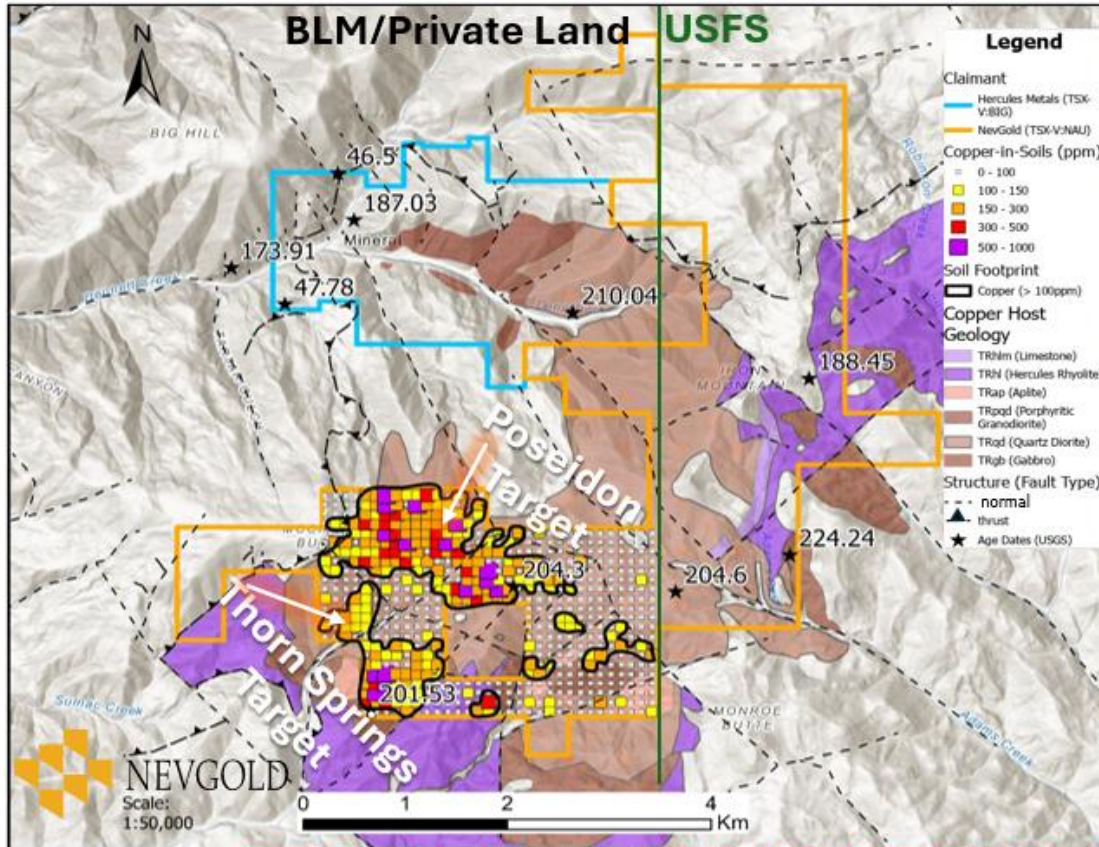 BLM/Private Land
USFS
N
BIG HILL
46.5
187.03
Mineral
173.91
47.78
210.04
188.45
Poseidon
Target
204.3
224.24
204.6
Thorn Springs
Target
201.53
MONROE
BUTTE
Sumac Creek
Adams Creek
NEVGOLD
Scale:
1:50,000
0 1 2 4
Km
Legend
Claimant
Hercules Metals (TSX-
V:BIG)
NevGold (TSX-V:NAU)
Copper-in-Soils (ppm)
0 - 100
100 - 150
150 - 300
300 - 500
500 - 1000
Soil Footprint
Copper (> 100ppm)
Copper Host
Geology
TRhlm (Limestone)
TRhl (Hercules Rhyolite
TRap (Aplite)
TRpqd (Porphyritic
Granodiorite)
TRqd (Quartz Diorite)
TRgb (Gabbro)
Structure (Fault Type)
normal
thrust
Age Dates (USGS)